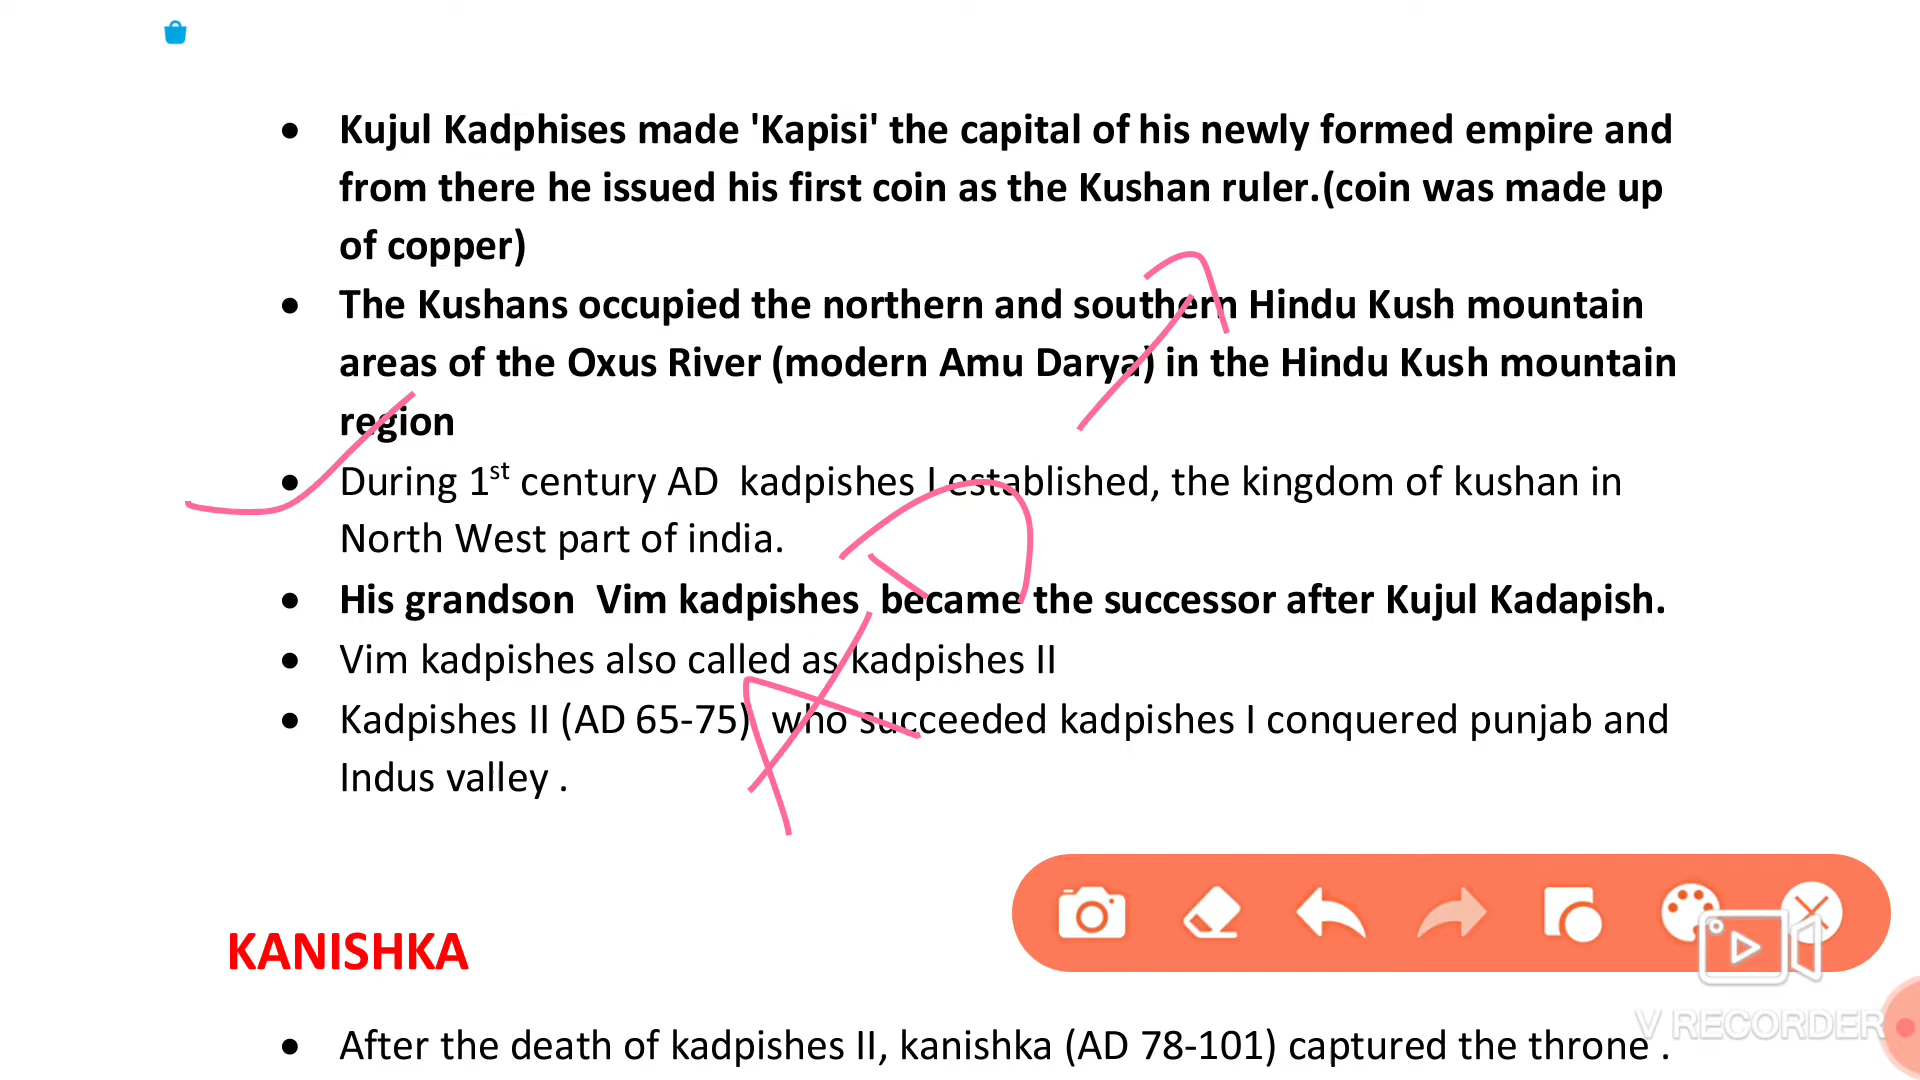 • Kujul Kadphises made 'Kapisi' the capital of his newly formed empire and
from there he issued his first coin as the Kushan ruler.(coin was made up
of copper)
• The Kushans occupied the northern and southern Hindu Kush mountain
areas of the Oxus River (modern Amu Darya) in the Hindu Kush mountain
region
• During 1st century AD kadpishes I established, the kingdom of kushan in
North West part of india.
• His grandson Vim kadpishes became the successor after Kujul Kadapish.
• Vim kadpishes also called as kadpishes II
• Kadpishes II (AD 65-75) who succeeded kadpishes I conquered punjab and
Indus valley .
KANISHKA
• After the death of kadpishes II, kanishka (AD 78-101) captured the throne .
V RECORDER